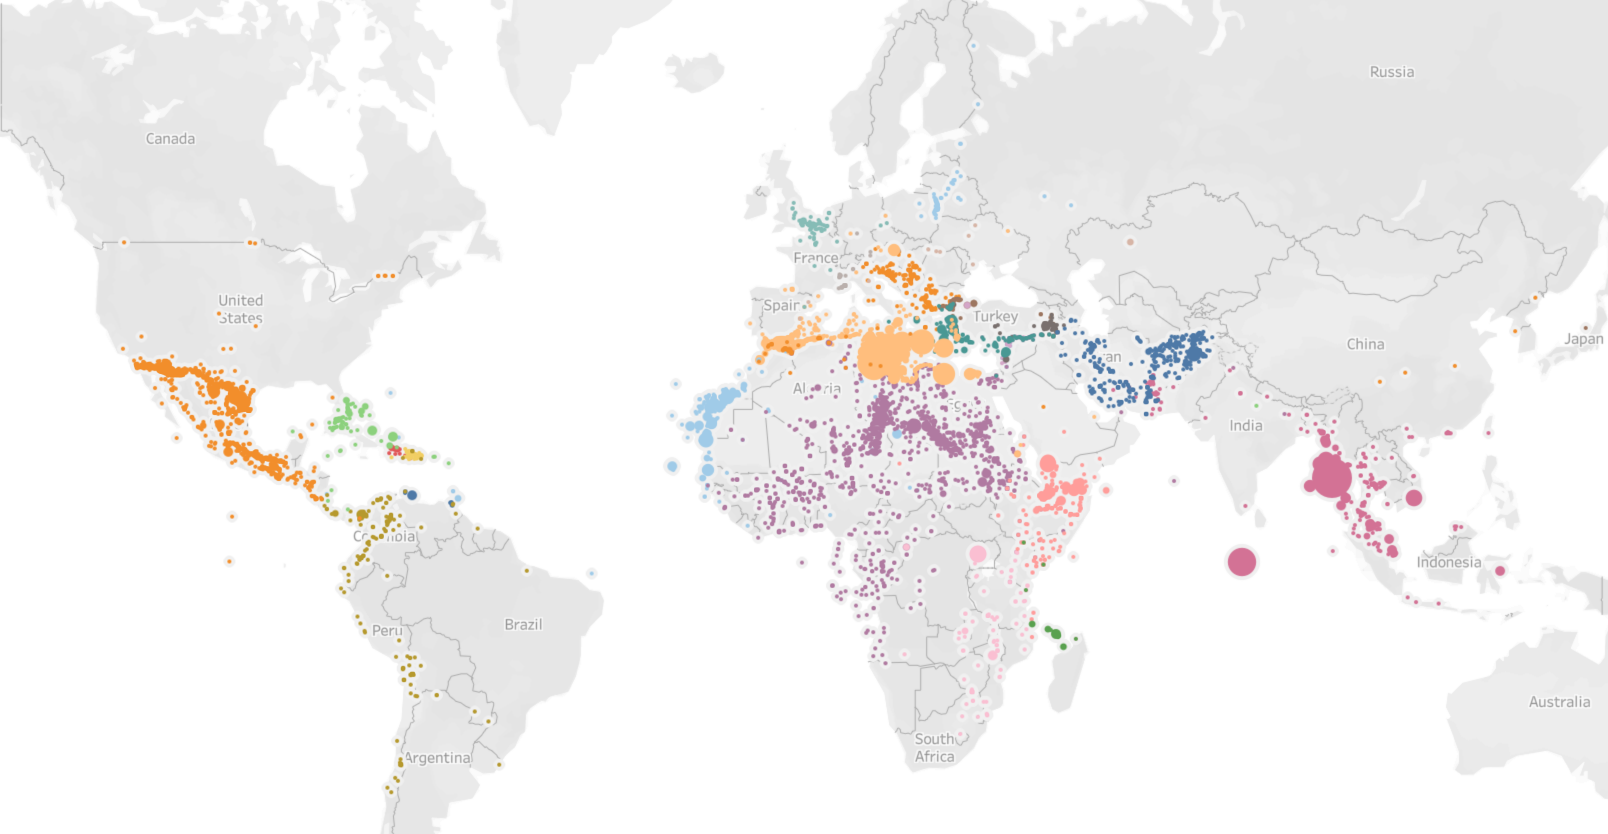 Russia
Canada
France
United
States
Spain
Turkey
Japan
China
Iran
Algeria
India
Colombia
Indonesia
Brazil
Peru
Australia
South
Africa
Argentina